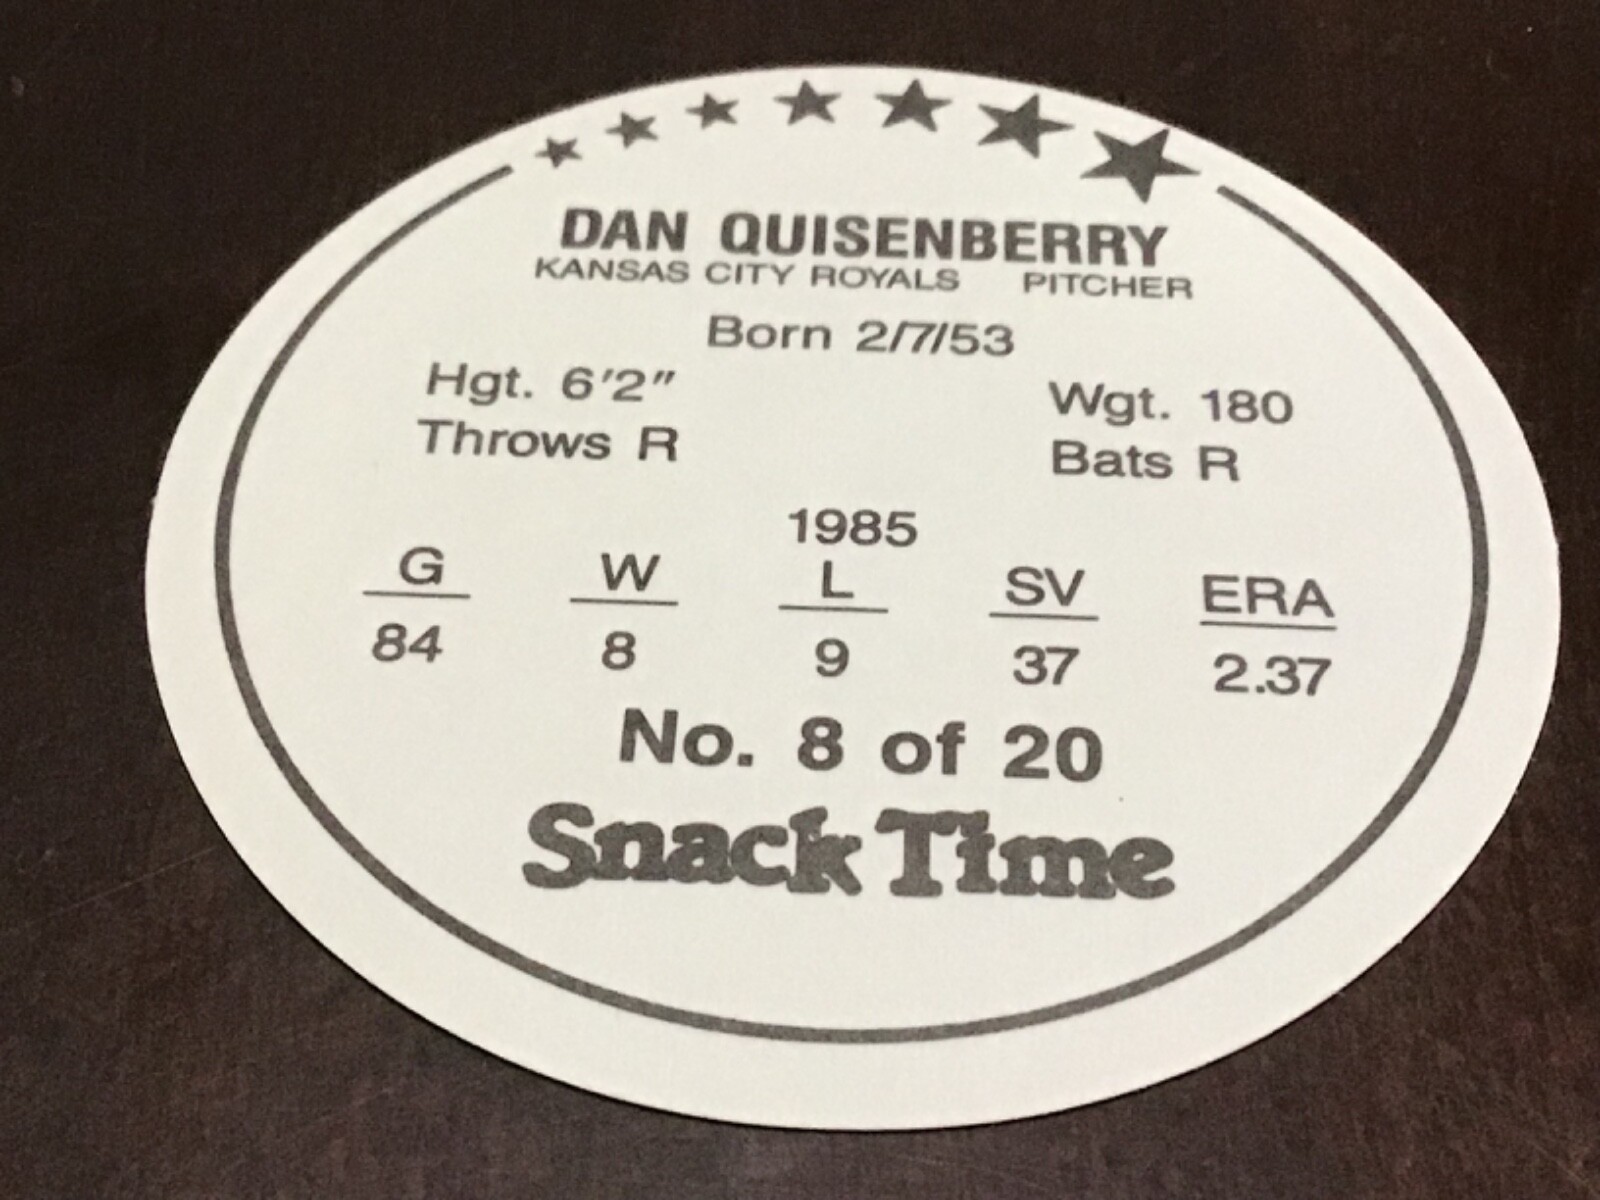 DAN QUISENBERRY
KANSAS CITY ROYALS PITCHER
Born 2/7/53
Hgt. 6'2" Wgt. 180
Throws R Bats R
1985
G W L SV ERA
84 8 9 37 2.37
No. 8 of 20
Snack Time